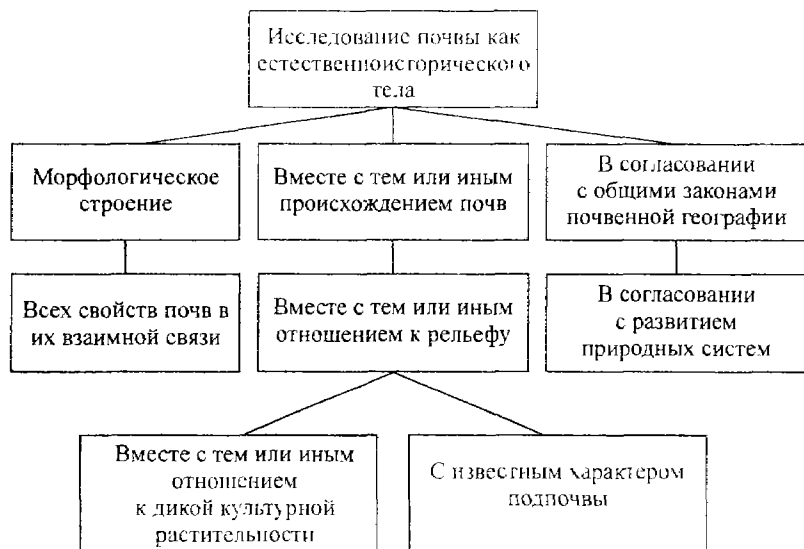 Исследование почвы как
естественноисторического
тела
Морфологическое
строение
Вместе с тем или иным
происхождением почв
В согласовании
с общими законами
почвенной географии
Всех свойств почв в
их взаимной связи
Вместе с тем или иным
отношением к рельефу
В согласовании
с развитием
природных систем
Вместе с тем или иным
отношением
к дикой культурной
растительности
С известным характером
подпочвы